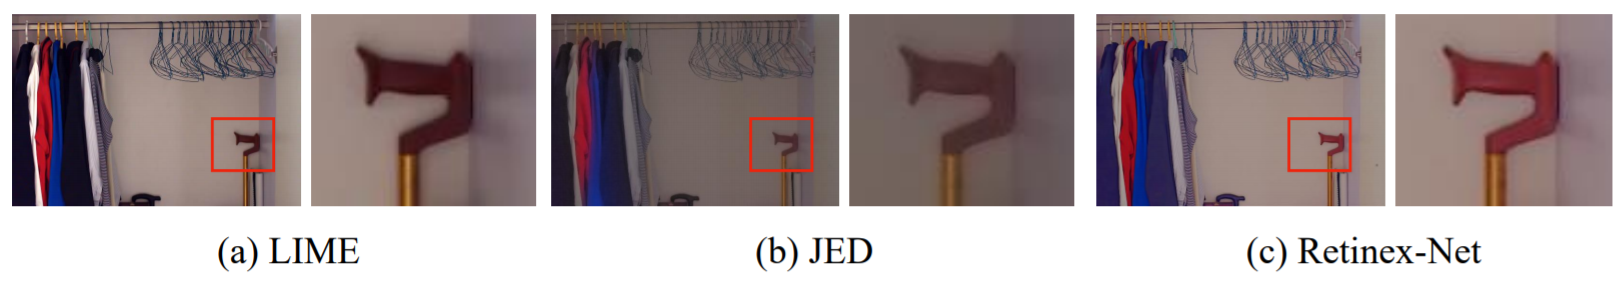 (a) LIME
(b) JED
(c) Retinex-Net